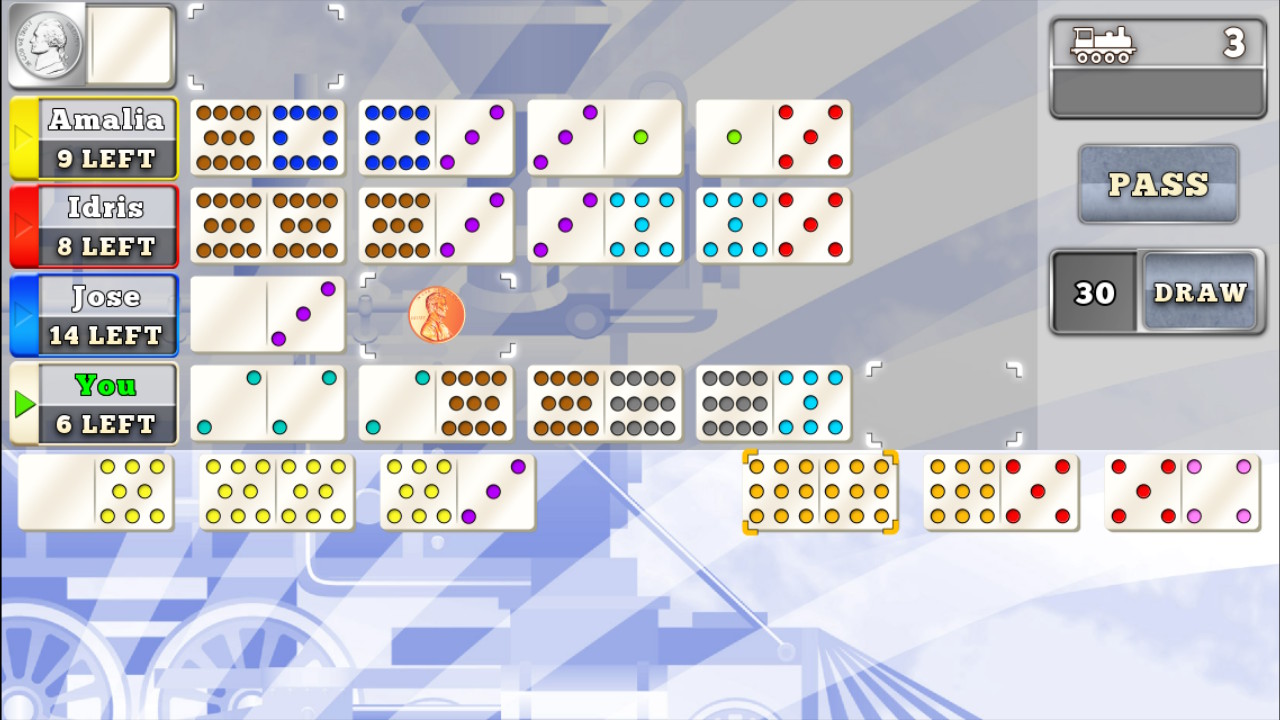 3
Amalia
9 LEFT
PASS
Idris
8 LEFT
Jose
14 LEFT
30 DRAW
You
6 LEFT